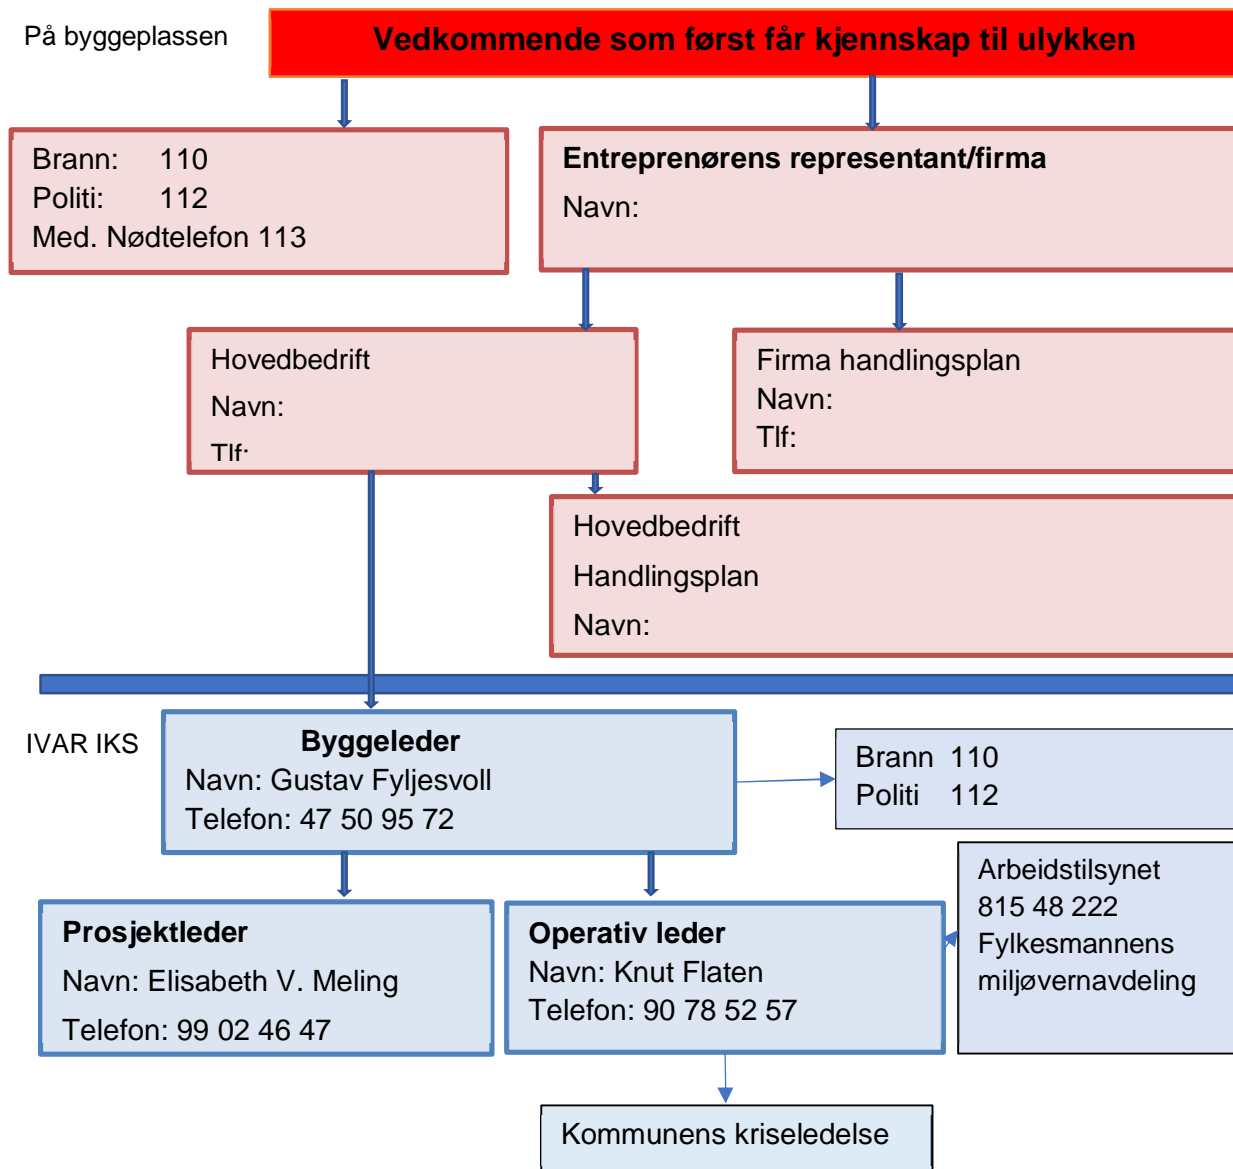 På byggeplassen
Vedkommende som først får kjennskap til ulykken
Brann: 110
Politi: 112
Med. Nødtelefon 113
Entreprenørens representant/firma
Navn:
Hovedbedrift
Navn:
Tlf:
Firma handlingsplan
Navn:
Tlf:
Hovedbedrift
Handlingsplan
Navn:
IVAR IKS
Byggeleder
Navn: Gustav Fyljesvoll
Telefon: 47 50 95 72
Brann 110
Politi 112
Prosjektleder
Navn: Elisabeth V. Meling
Telefon: 99 02 46 47
Operativ leder
Navn: Knut Flaten
Telefon: 90 78 52 57
Arbeidstilsynet
815 48 222
Fylkesmannens
miljøvernavdeling
Kommunens kriseledelse